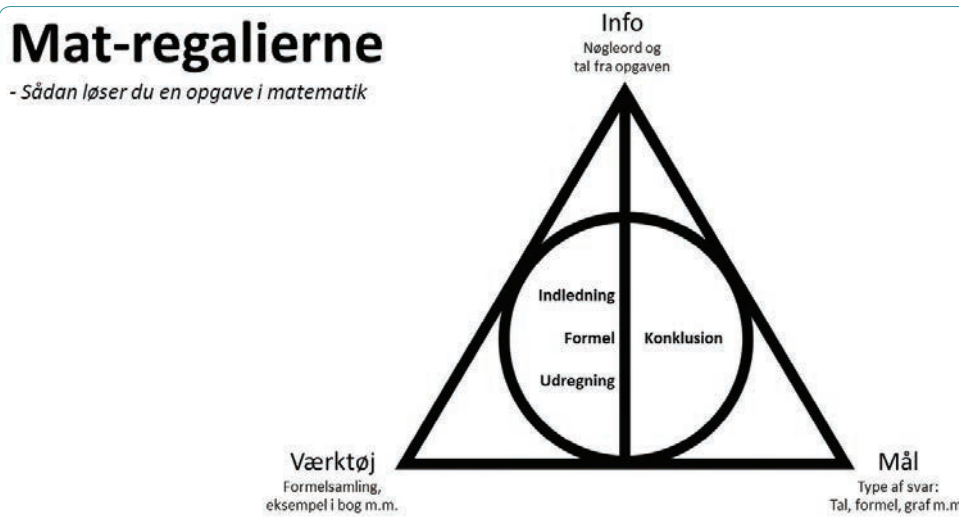 Mat-regalierne
- Sådan løser du en opgave i matematik
Info
Nøgleord og
tal fra opgaven
Indledning
Formel
Udregning
Konklusion
Værktøj
Formelsamling,
eksempel i bog m.m.
Mål
Type af svar:
Tal, formel, graf m.m